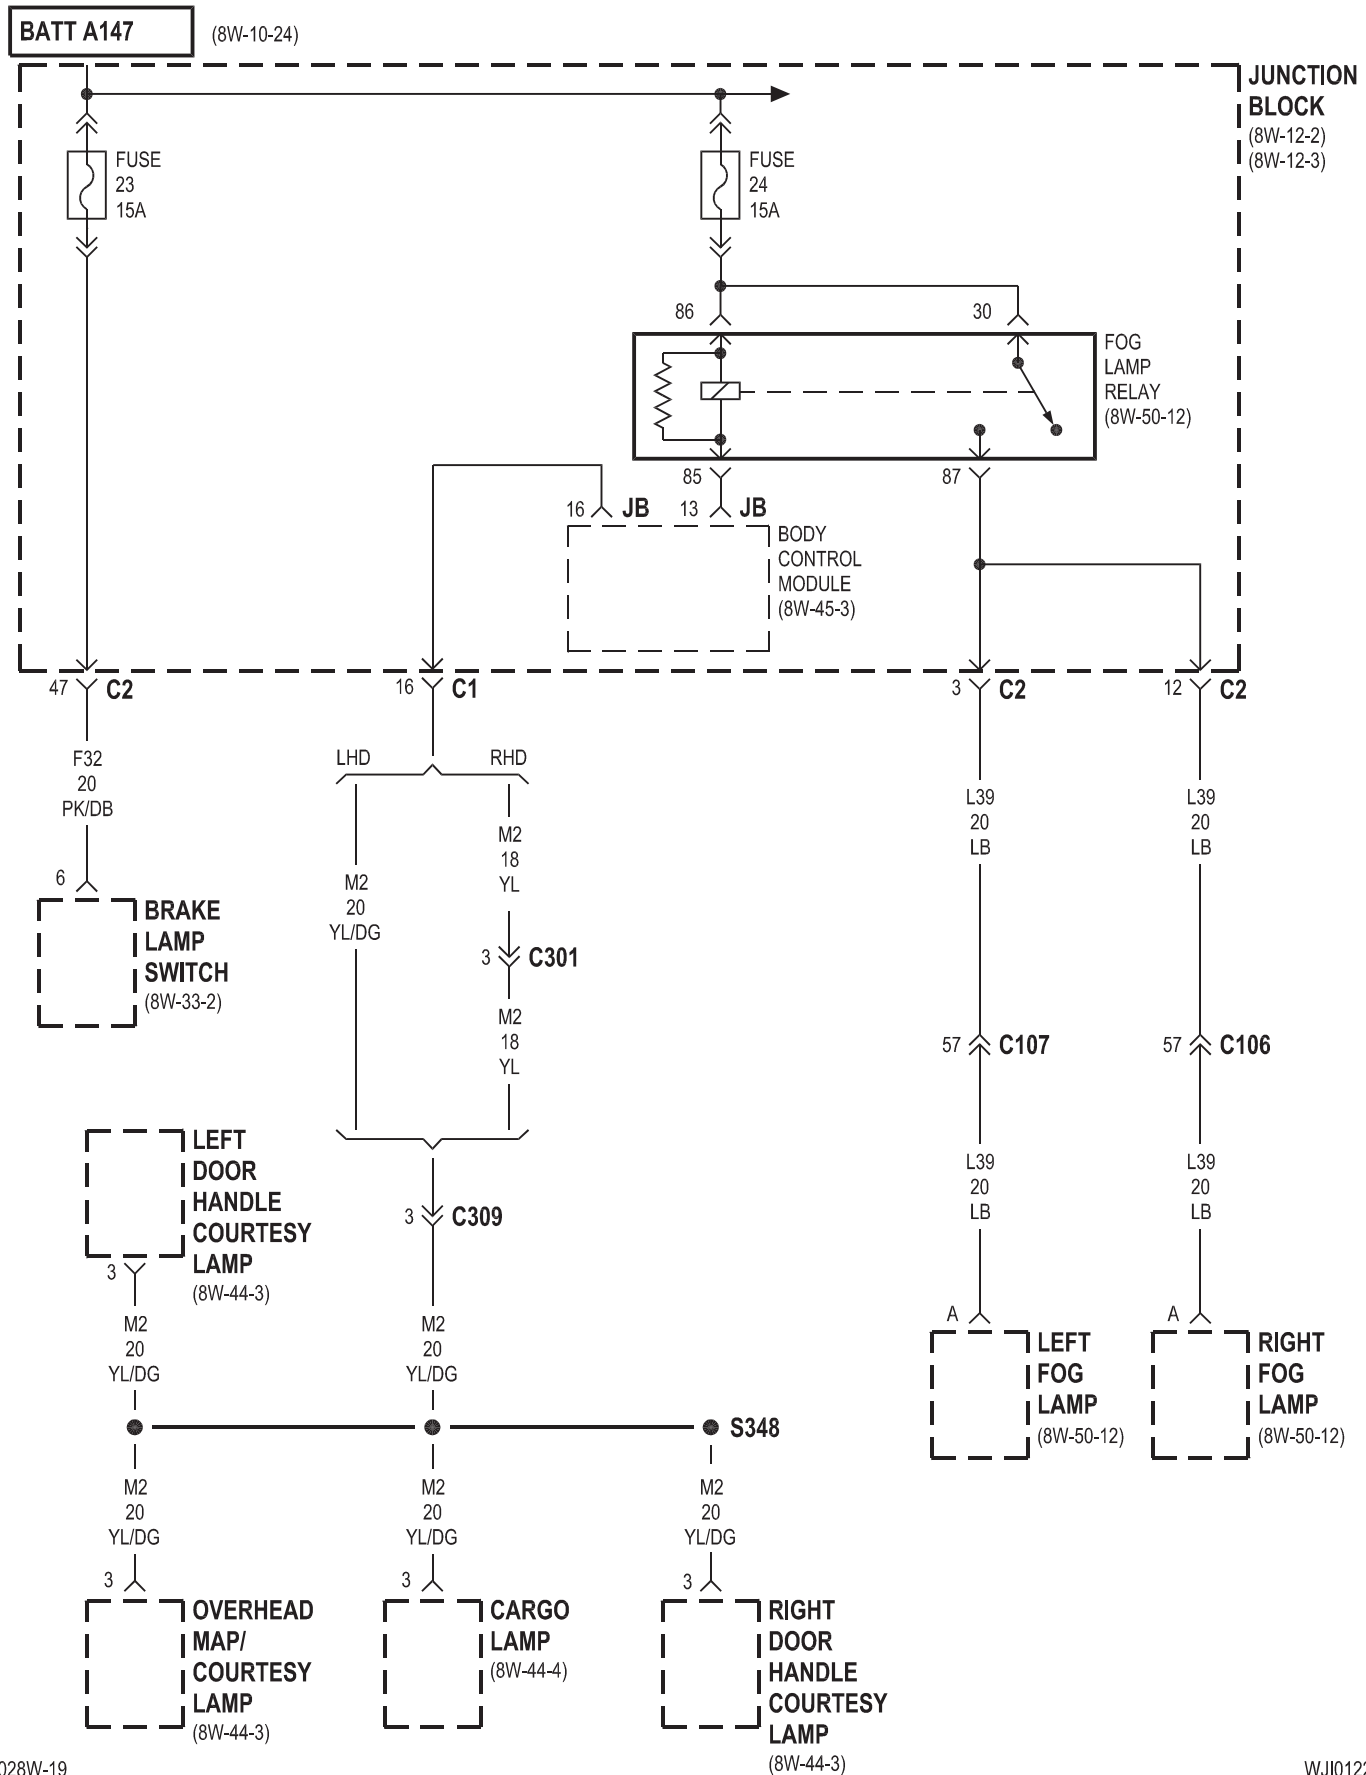 BATT A147
(8W-10-24)
JUNCTION
BLOCK
(8W-12-2)
(8W-12-3)
FUSE
23
15A
FUSE
24
15A
86
30
FOG
LAMP
RELAY
(8W-50-12)
85
87
16
JB
13
JB
BODY
CONTROL
MODULE
(8W-45-3)
47
C2
16
C1
3
C2
12
C2
F32
20
PK/DB
LHD
RHD
L39
20
LB
L39
20
LB
M2
18
YL
M2
20
YL/DG
6
BRAKE
LAMP
SWITCH
(8W-33-2)
3
C301
M2
18
YL
57
C107
57
C106
LEFT
DOOR
HANDLE
COURTESY
LAMP
(8W-44-3)
3
3
C309
L39
20
LB
L39
20
LB
M2
20
YL/DG
M2
20
YL/DG
A
LEFT
FOG
LAMP
(8W-50-12)
A
RIGHT
FOG
LAMP
(8W-50-12)
S348
M2
20
YL/DG
M2
20
YL/DG
M2
20
YL/DG
3
OVERHEAD
MAP/
COURTESY
LAMP
(8W-44-3)
3
CARGO
LAMP
(8W-44-4)
3
RIGHT
DOOR
HANDLE
COURTESY
LAMP
(8W-44-3)
028W-19
WJI0122